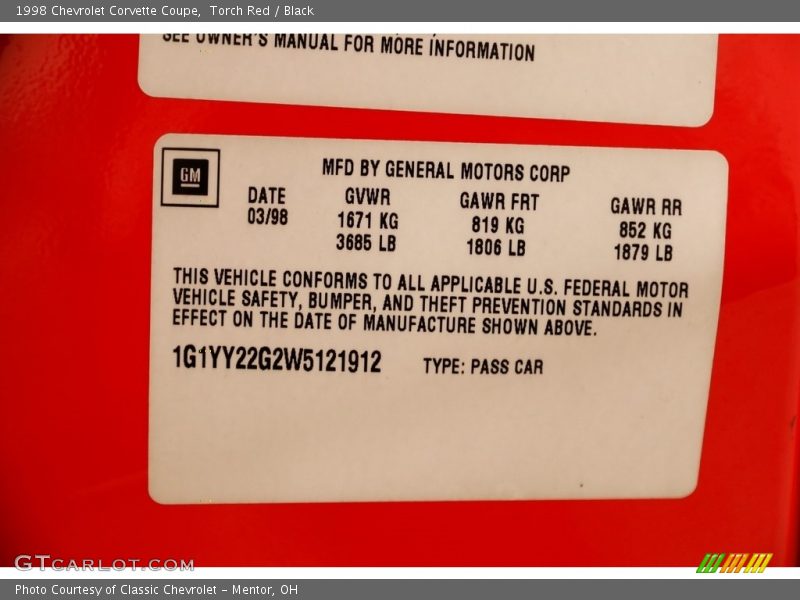 1998 Chevrolet Corvette Coupe, Torch Red / Black
SEE OWNER'S MANUAL FOR MORE INFORMATION
GM
MFD BY GENERAL MOTORS CORP
DATE GVWR GAWR FRT GAWR RR
03/98 1671 KG 819 KG 852 KG
3685 LB 1806 LB 1879 LB
THIS VEHICLE CONFORMS TO ALL APPLICABLE U.S. FEDERAL MOTOR
VEHICLE SAFETY, BUMPER, AND THEFT PREVENTION STANDARDS IN
EFFECT ON THE DATE OF MANUFACTURE SHOWN ABOVE.
1G1YY22G2W5121912 TYPE: PASS CAR
GTCARLOT.COM
Photo Courtesy of Classic Chevrolet - Mentor, OH